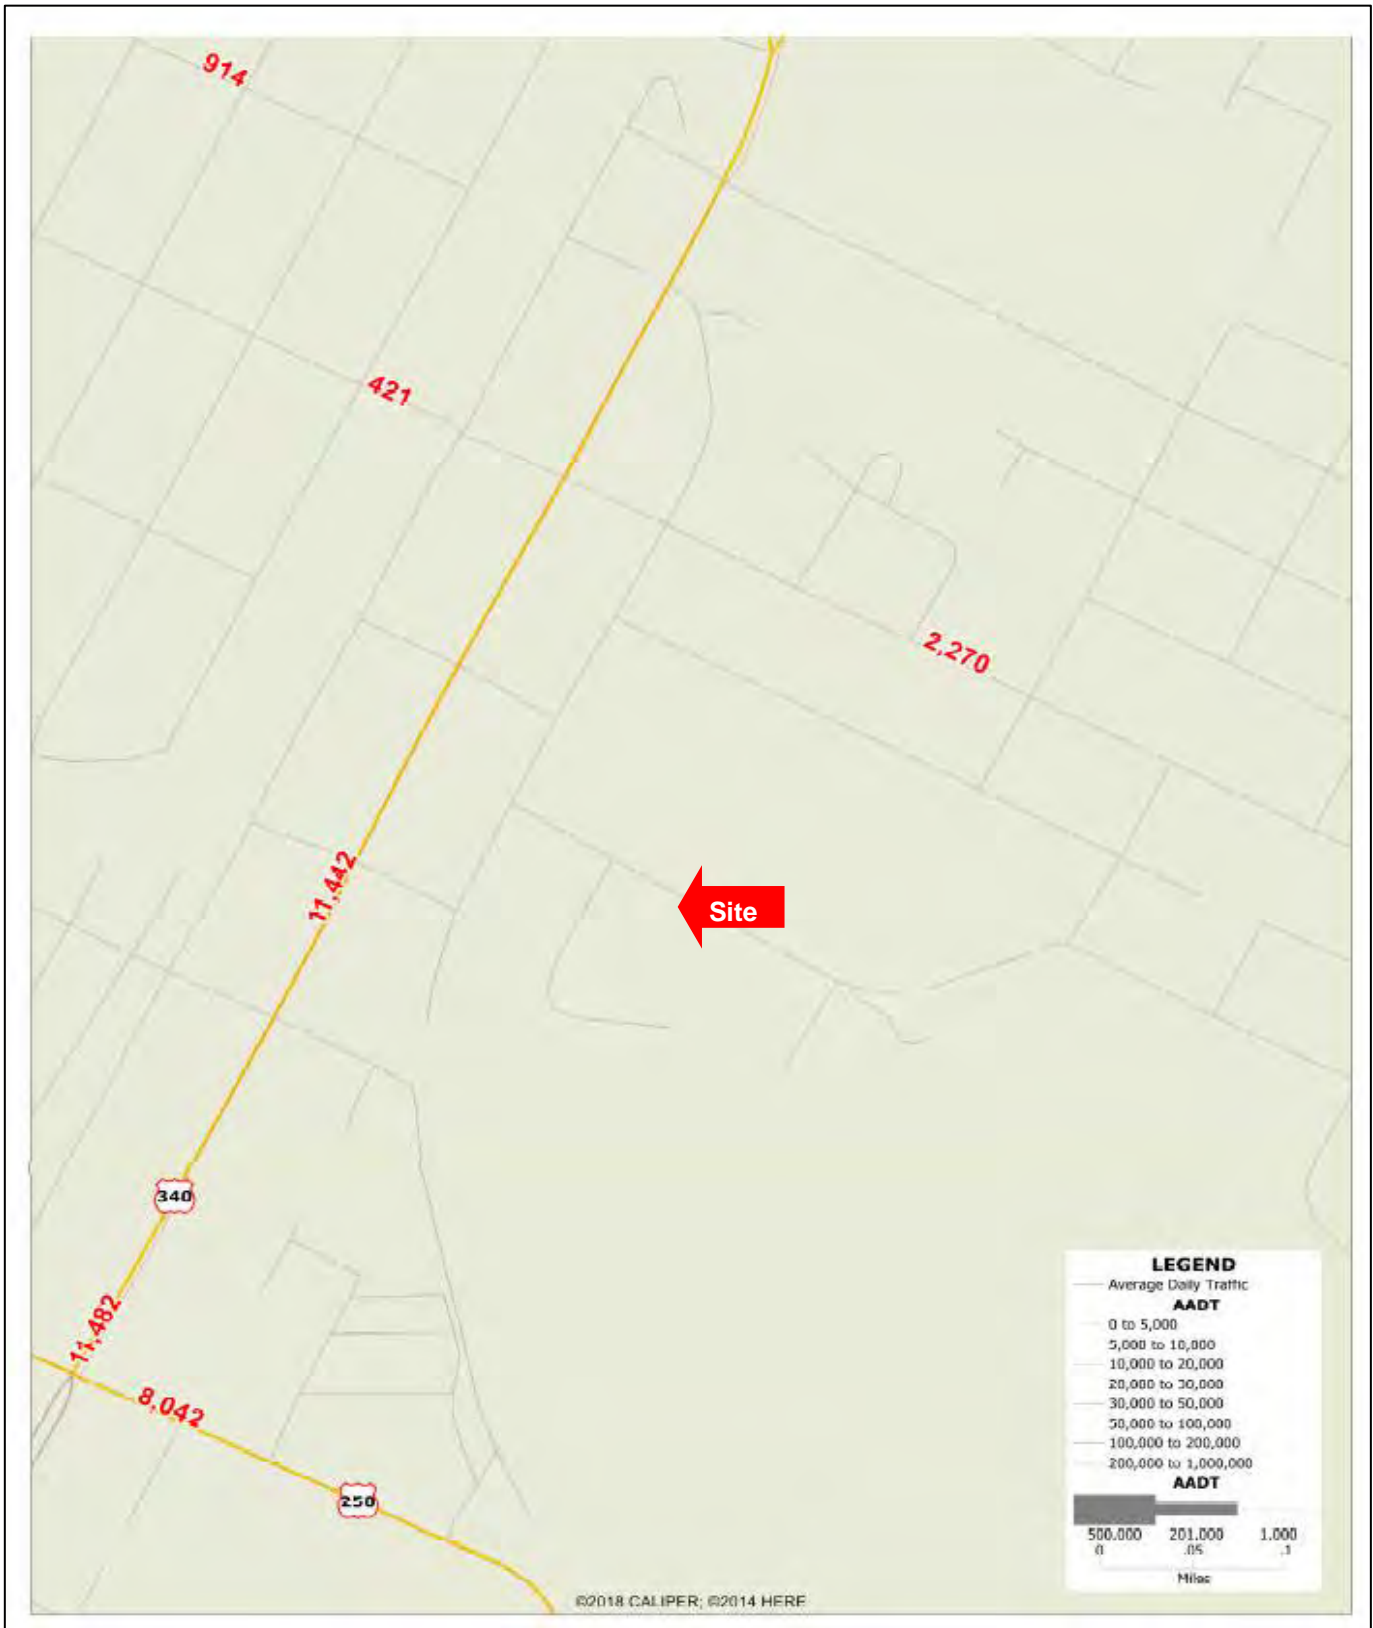 914
421
2,270
11,442
Site
340
11,482
8,042
250
LEGEND
Average Daily Traffic
AADT
0 to 5,000
5,000 to 10,000
10,000 to 20,000
20,000 to 30,000
30,000 to 50,000
50,000 to 100,000
100,000 to 200,000
200,000 to 1,000,000
AADT
500.000 201.000 1.000
0 .05 .1
Miles
©2018 CALIPER; ©2014 HERE